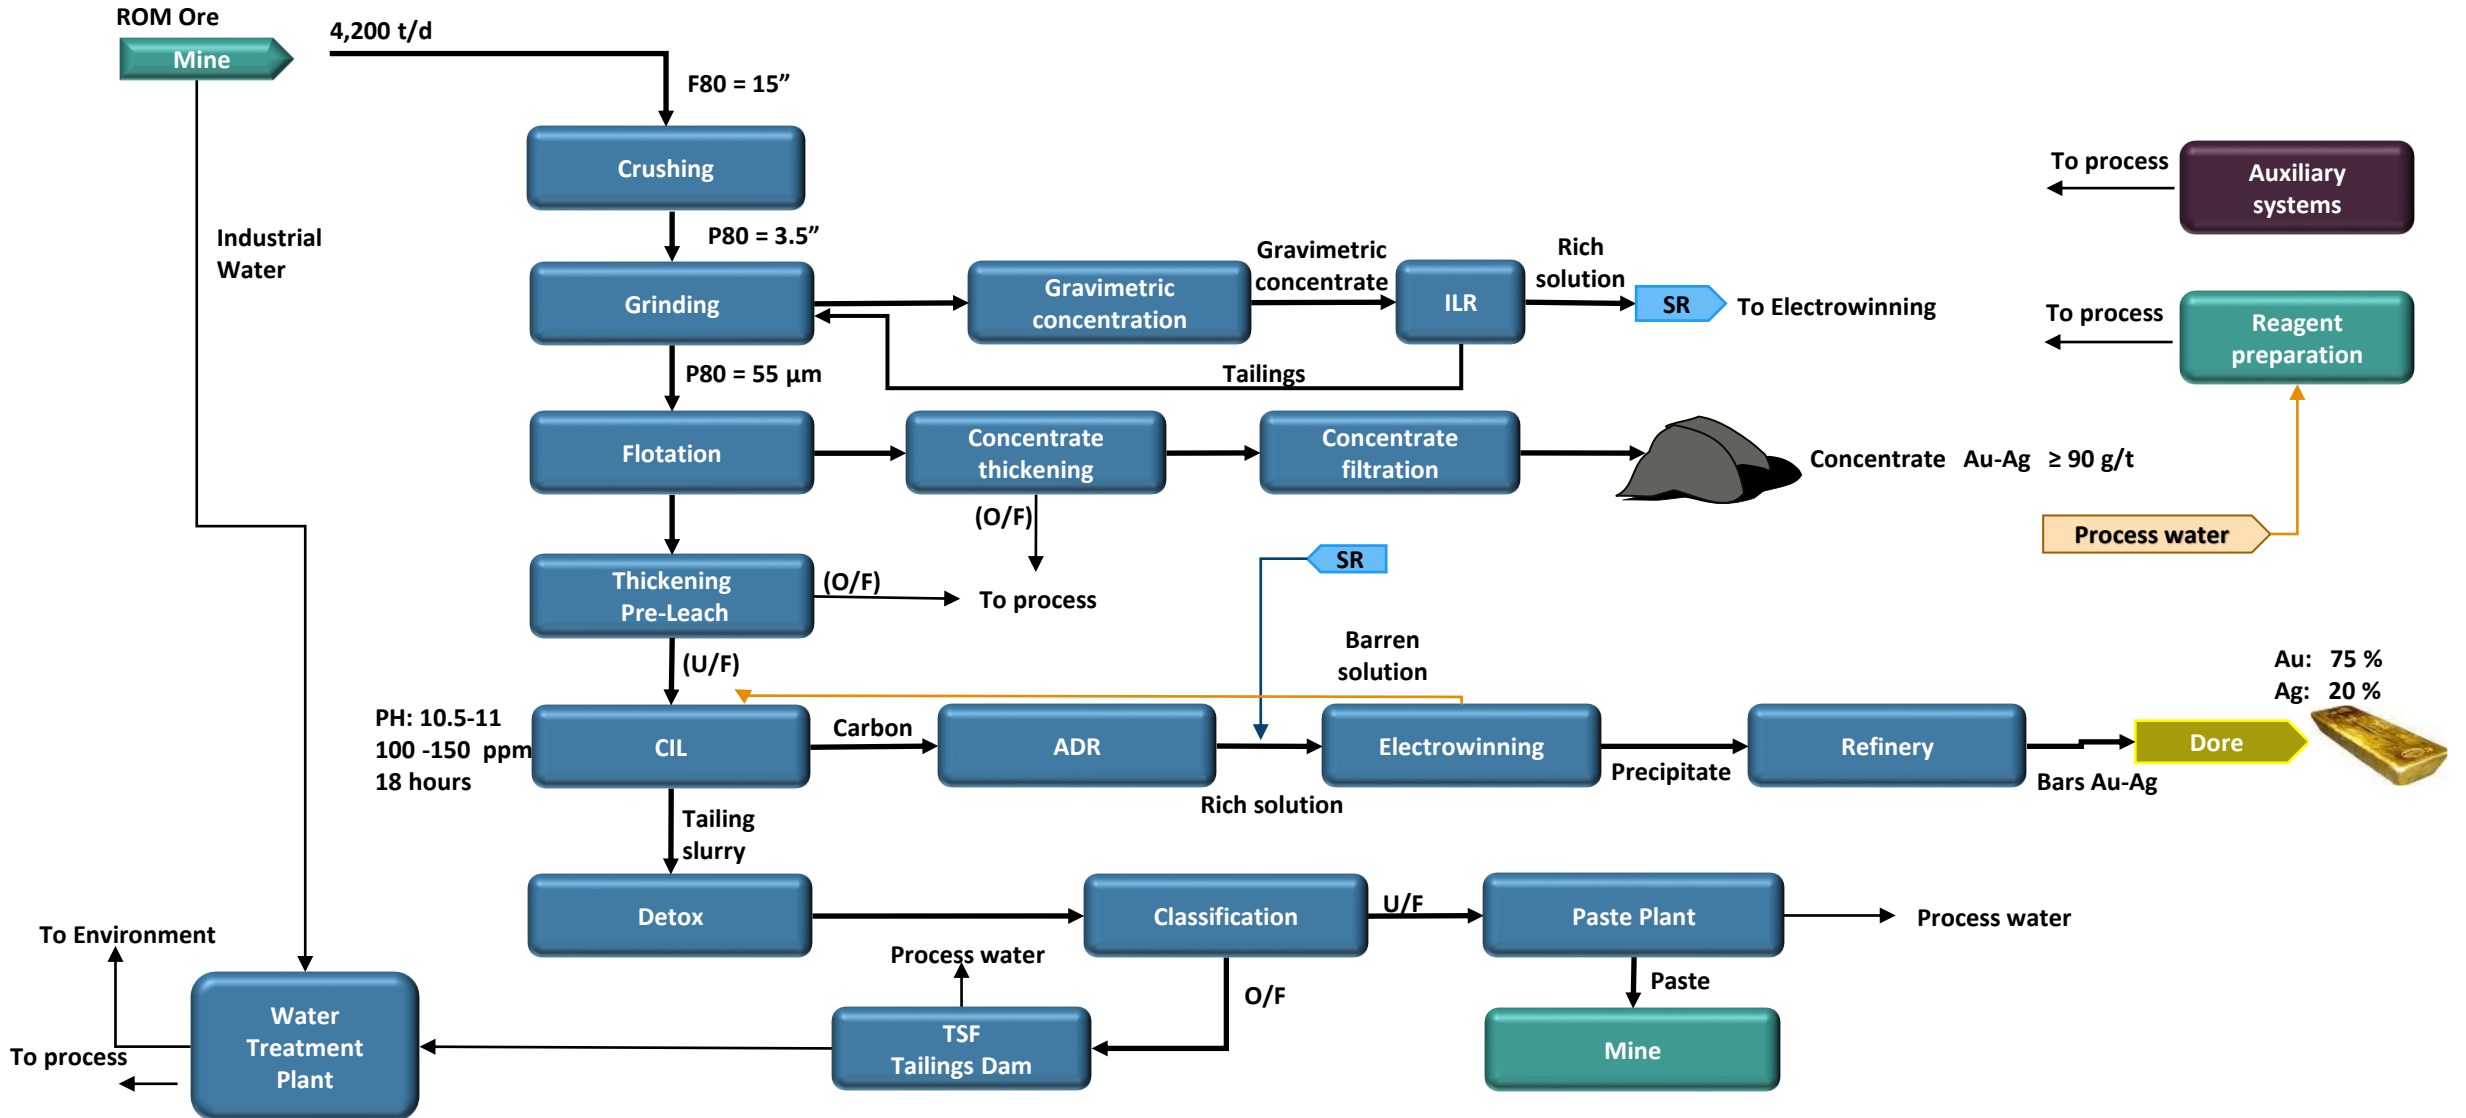 ROM Ore
Mine
4,200 t/d
F80 = 15”
Crushing
To process
Auxiliary
systems
Industrial
Water
P80 = 3.5”
Grinding
Gravimetric
concentration
Gravimetric
concentrate
ILR
Rich
solution
SR
To Electrowinning
To process
Reagent
preparation
P80 = 55 µm
Tailings
Flotation
Concentrate
thickening
Concentrate
filtration
Concentrate Au-Ag ≥ 90 g/t
(O/F)
Process water
Thickening
Pre-Leach
(O/F)
To process
SR
(U/F)
Barren
solution
Au: 75 %
Ag: 20 %
PH: 10.5-11
100 -150 ppm
18 hours
CIL
Carbon
ADR
Rich solution
Electrowinning
Precipitate
Refinery
Bars Au-Ag
Dore
Tailing
slurry
Detox
Classification
U/F
Paste Plant
Process water
To Environment
Process water
O/F
Paste
Water
Treatment
Plant
To process
TSF
Tailings Dam
Mine